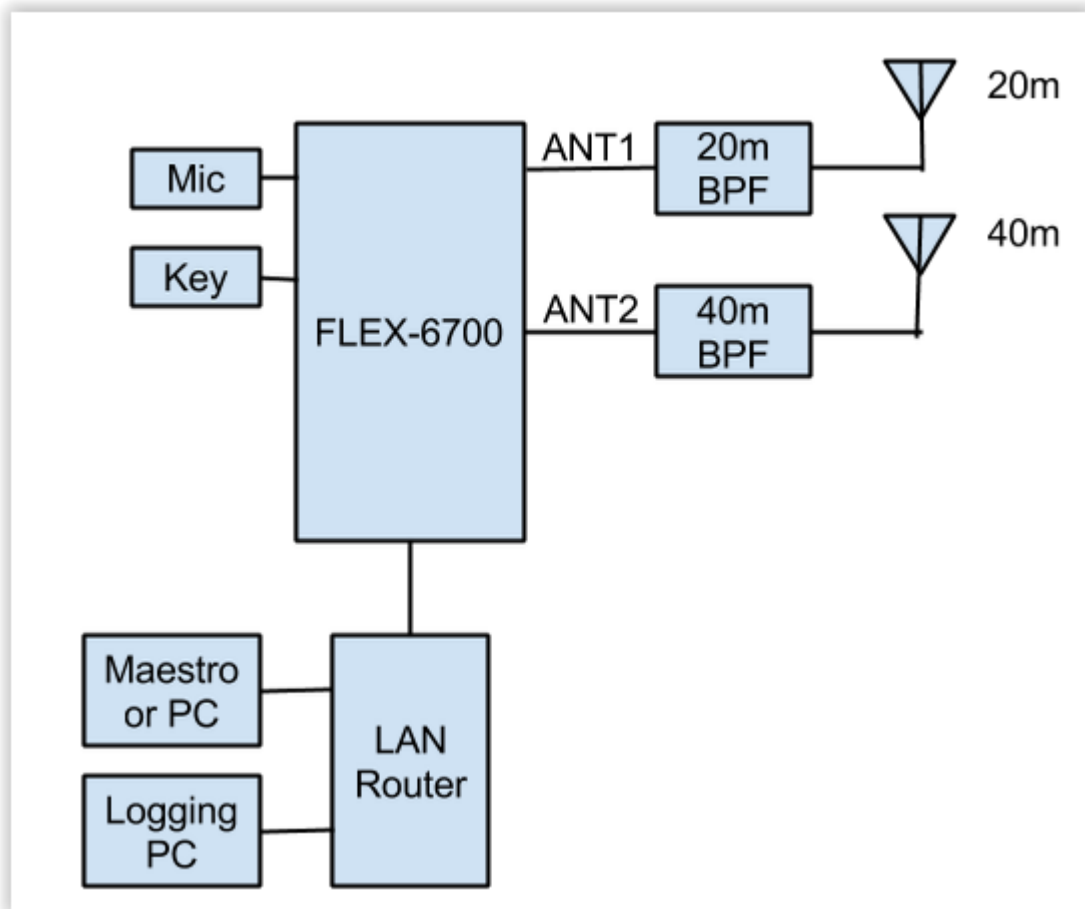 20m
ANT1
20m
BPF
Mic
40m
Key
ANT2
40m
BPF
FLEX-6700
Maestro
or PC
LAN
Router
Logging
PC